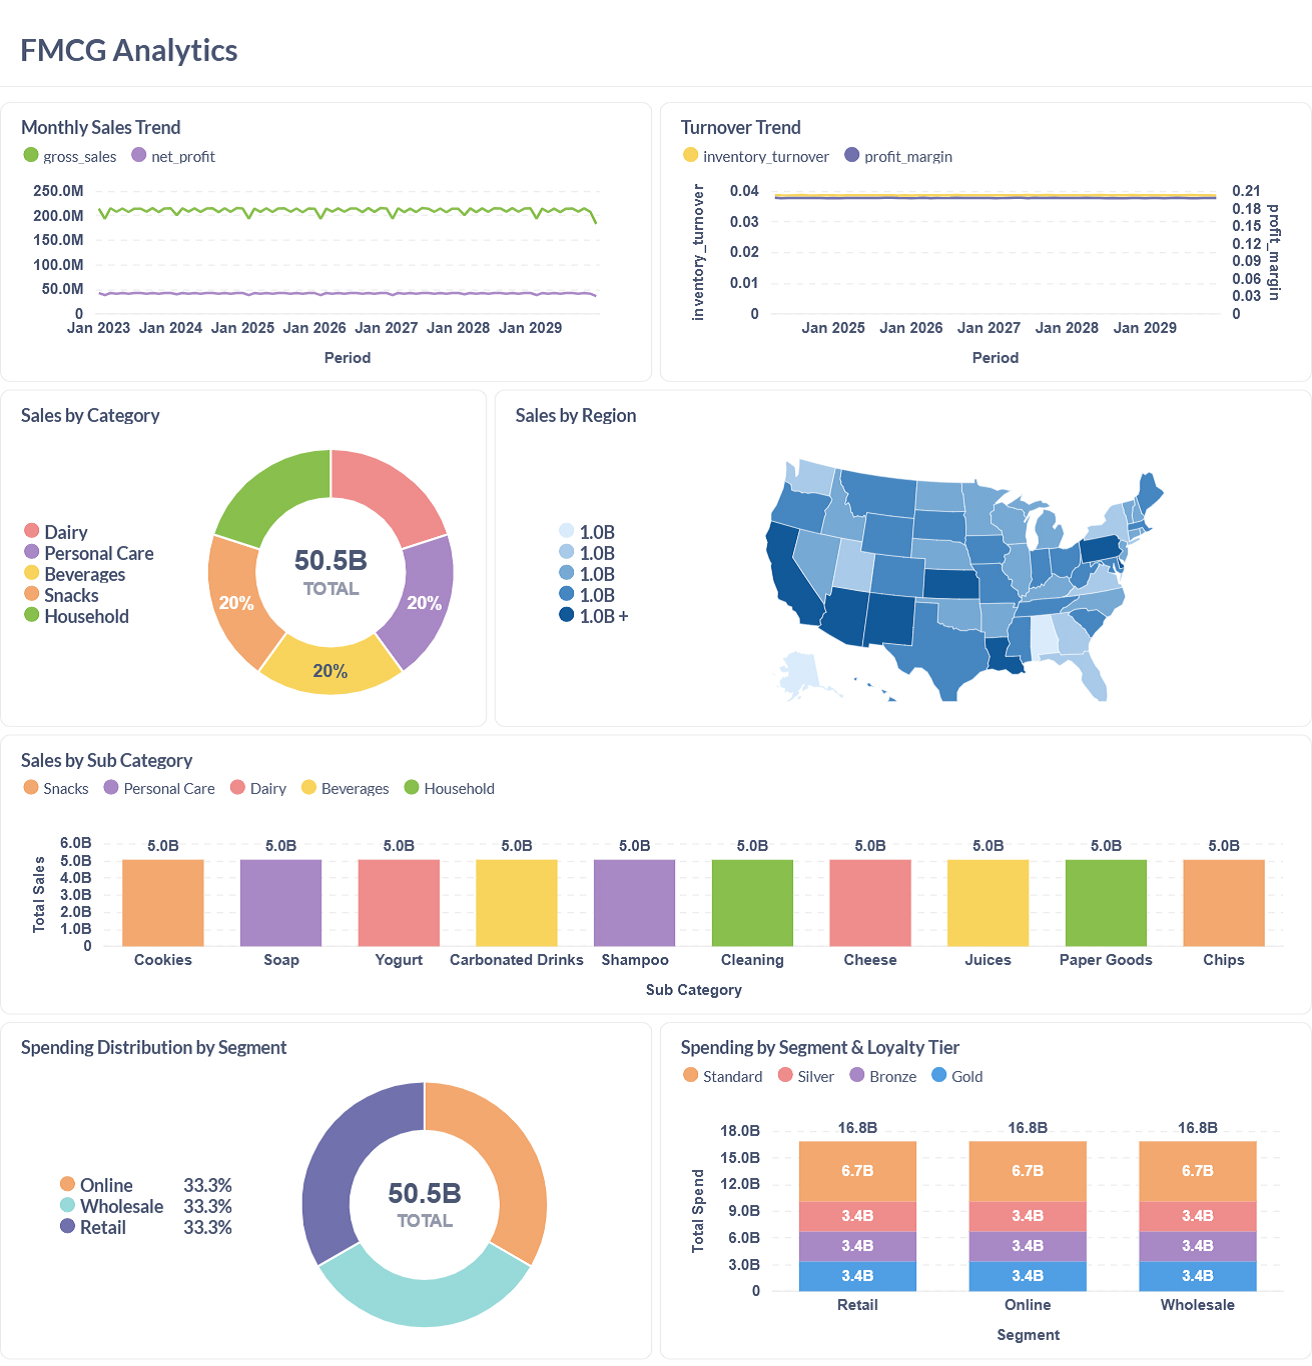 FMCG Analytics
Monthly Sales Trend
gross_sales net_profit
250.0M
200.0M
150.0M
100.0M
50.0M
0
Jan 2023 Jan 2024 Jan 2025 Jan 2026 Jan 2027 Jan 2028 Jan 2029
Period
Turnover Trend
inventory_turnover profit_margin
inventory_turnover
0.04
0.03
0.02
0.01
0
0.21
0.18
0.15
0.12
0.09
0.06
0.03
0
profit_margin
Jan 2025 Jan 2026 Jan 2027 Jan 2028 Jan 2029
Period
Sales by Category
Dairy
Personal Care
Beverages
Snacks
Household
50.5B
TOTAL
20% 20%
20%
Sales by Region
1.0B
1.0B
1.0B
1.0B
1.0B +
Sales by Sub Category
Snacks Personal Care Dairy Beverages Household
Total Sales
6.0B
5.0B
4.0B
3.0B
2.0B
1.0B
0
5.0B 5.0B 5.0B 5.0B 5.0B 5.0B 5.0B 5.0B 5.0B 5.0B
Cookies Soap Yogurt Carbonated Drinks Shampoo Cleaning Cheese Juices Paper Goods Chips
Sub Category
Spending Distribution by Segment
Online 33.3%
Wholesale 33.3%
Retail 33.3%
50.5B
TOTAL
Spending by Segment & Loyalty Tier
Standard Silver Bronze Gold
Total Spend
18.0B
15.0B
12.0B
9.0B
6.0B
3.0B
0
16.8B 16.8B 16.8B
6.7B 6.7B 6.7B
3.4B 3.4B 3.4B
3.4B 3.4B 3.4B
3.4B 3.4B 3.4B
Retail Online Wholesale
Segment